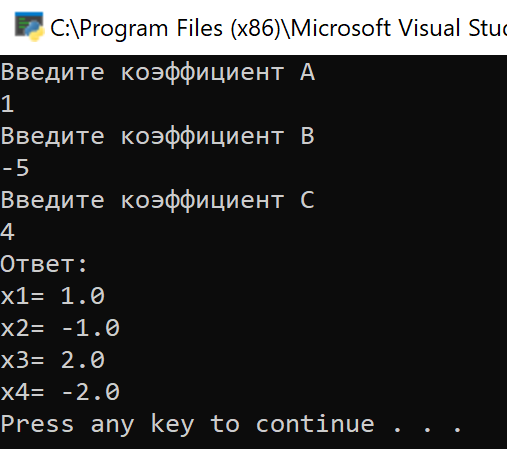 C:\Program Files (x86)\Microsoft Visual Stu
Введите коэффициент A
1
Введите коэффициент B
-5
Введите коэффициент C
4
Ответ:
x1= 1.0
x2= -1.0
x3= 2.0
x4= -2.0
Press any key to continue . . .